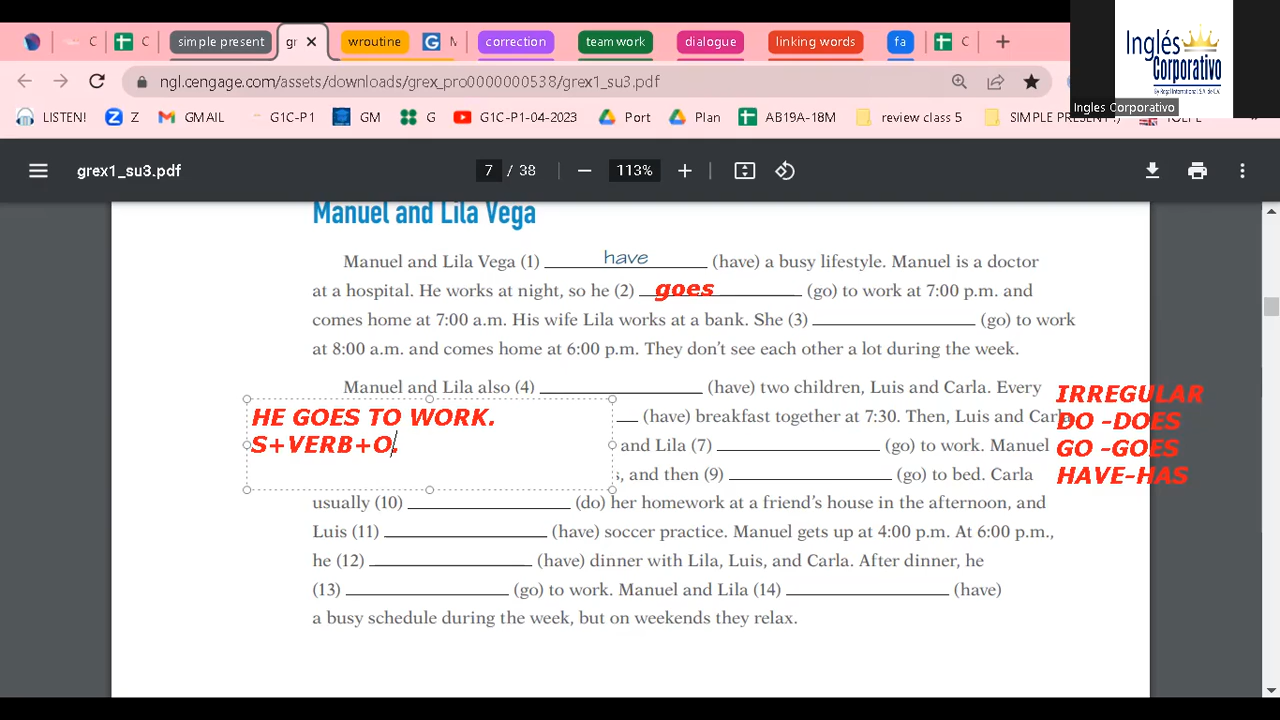 C
C
simple present
gr
wroutine
M
correction
team work
dialogue
linking words
fa
C
Inglés
Corporativo
By Regal International S.A. de C.V.
Ingles Corporativo
ngl.cengage.com/assets/downloads/grex_pro0000000538/grex1_su3.pdf
LISTEN!
Z
GMAIL
G1C-P1
GM
G
G1C-P1-04-2023
Port
Plan
AB19A-18M
review class 5
SIMPLE PRESENT :)
grex1_su3.pdf
7 / 38
113%
Manuel and Lila Vega
Manuel and Lila Vega (1) have (have) a busy lifestyle. Manuel is a doctor
at a hospital. He works at night, so he (2) goes (go) to work at 7:00 p.m. and
comes home at 7:00 a.m. His wife Lila works at a bank. She (3) (go) to work
at 8:00 a.m. and comes home at 6:00 p.m. They don't see each other a lot during the week.
Manuel and Lila also (4) (have) two children, Luis and Carla. Every
(have) breakfast together at 7:30. Then, Luis and Carla
and Lila (7) (go) to work. Manuel
s, and then (9) (go) to bed. Carla
usually (10) (do) her homework at a friend's house in the afternoon, and
Luis (11) (have) soccer practice. Manuel gets up at 4:00 p.m. At 6:00 p.m.,
he (12) (have) dinner with Lila, Luis, and Carla. After dinner, he
(13) (go) to work. Manuel and Lila (14) (have)
a busy schedule during the week, but on weekends they relax.
HE GOES TO WORK.
S+VERB+O.
IRREGULAR
DO -DOES
GO -GOES
HAVE-HAS